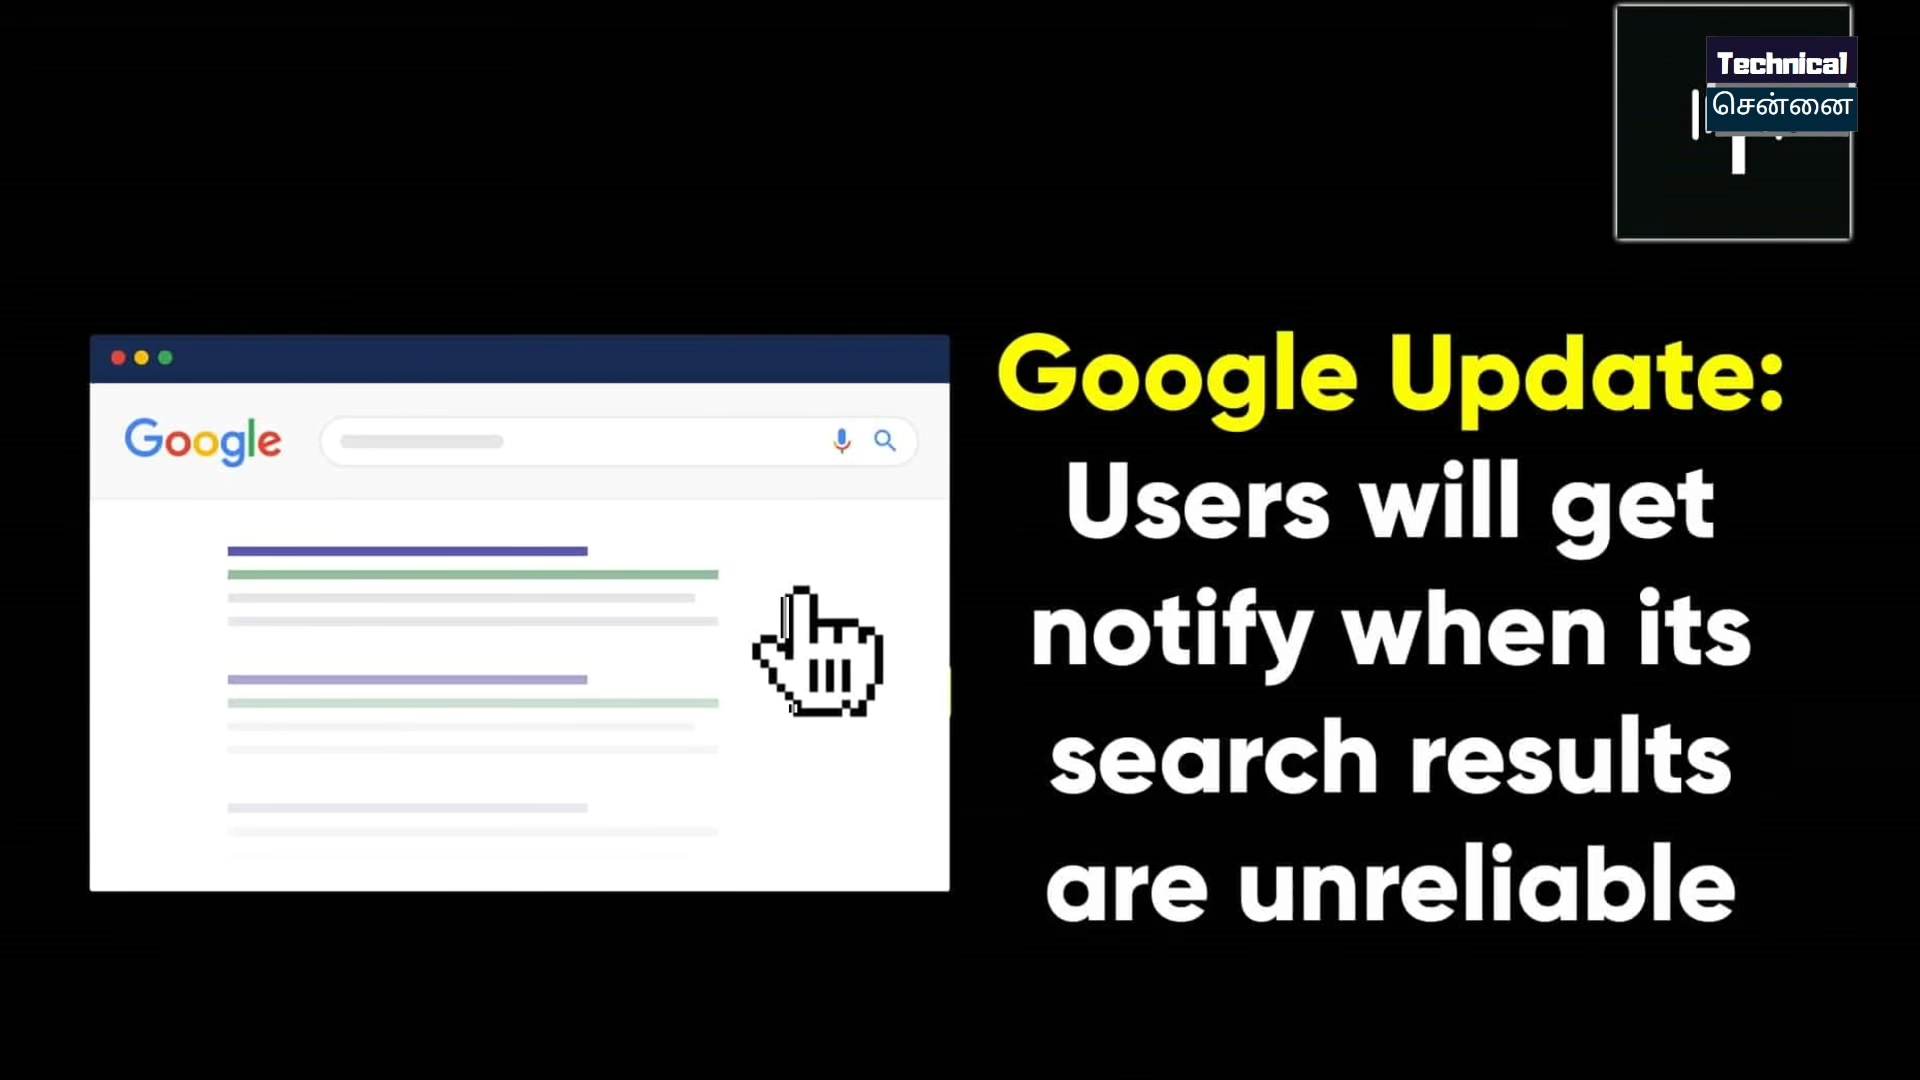 Technical
சென்னை
Google
Google Update:
Users will get
notify when its
search results
are unreliable